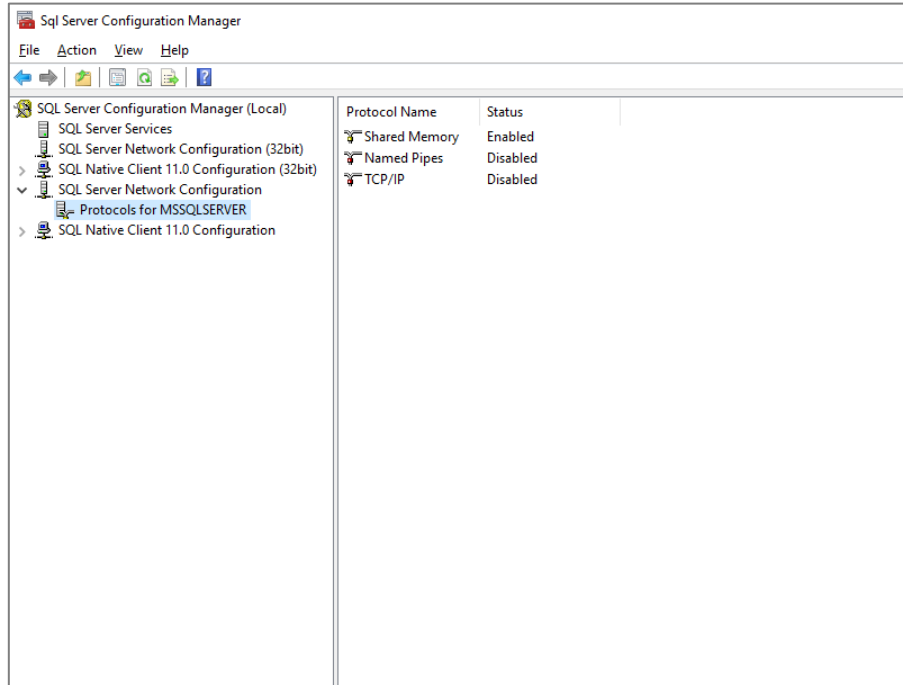 Sql Server Configuration Manager
File Action View Help
SQL Server Configuration Manager (Local)
SQL Server Services
SQL Server Network Configuration (32bit)
SQL Native Client 11.0 Configuration (32bit)
SQL Server Network Configuration
Protocols for MSSQLSERVER
SQL Native Client 11.0 Configuration
Protocol Name Status
Shared Memory Enabled
Named Pipes Disabled
TCP/IP Disabled